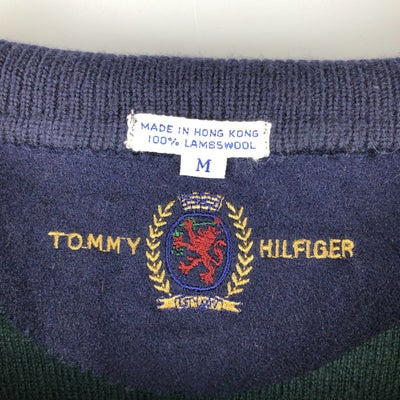 MADE IN HONG KONG
100% LAMBSWOOL
M
TOMMY HILFIGER